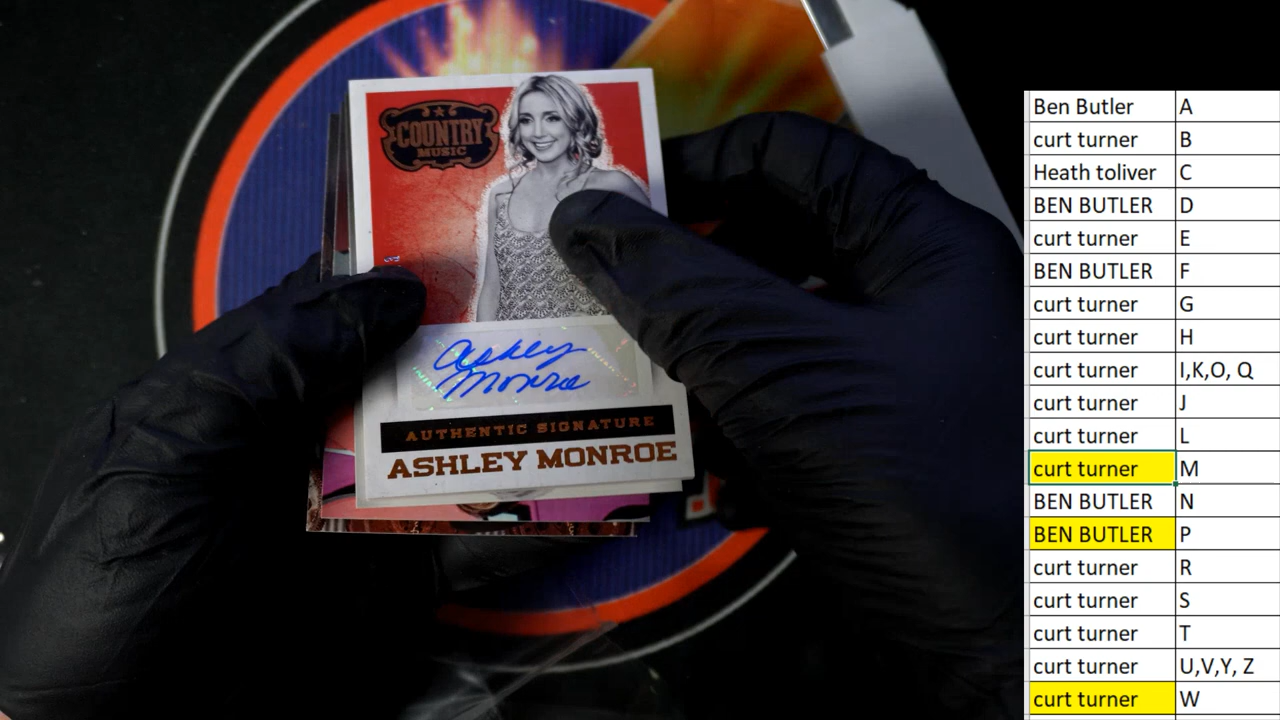 COUNTRY
MUSIC
Ashley
Monroe
AUTHENTIC SIGNATURE
ASHLEY MONROE
Ben Butler A
curt turner B
Heath toliver C
BEN BUTLER D
curt turner E
BEN BUTLER F
curt turner G
curt turner H
curt turner I,K,O, Q
curt turner J
curt turner L
curt turner M
BEN BUTLER N
BEN BUTLER P
curt turner R
curt turner S
curt turner T
curt turner U,V,Y, Z
curt turner W